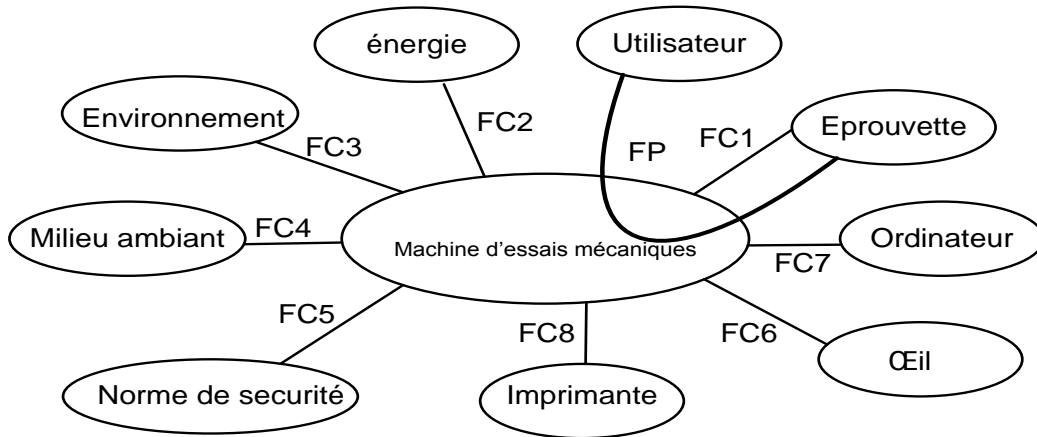 énergie
Utilisateur
Environnement
FC2
FC1
Eprouvette
FC3
FP
Milieu ambiant
FC4
Machine d'essais mécaniques
Ordinateur
FC7
FC5
FC8
FC6
Norme de securité
Imprimante
Œil